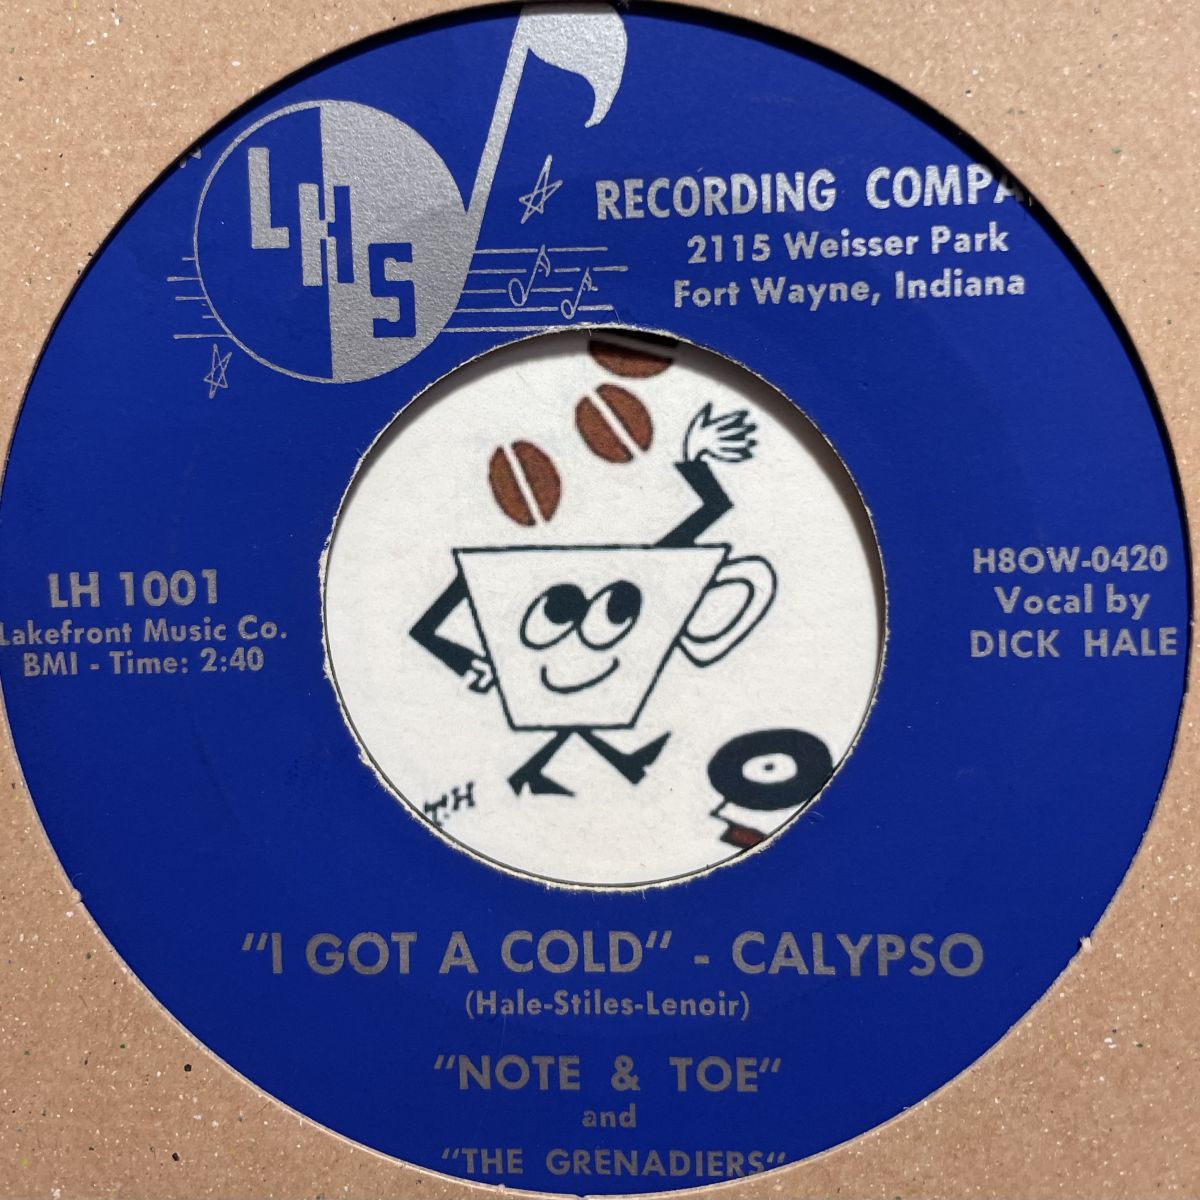 LHS
RECORDING COMPA
2115 Weisser Park
Fort Wayne, Indiana
LH 1001
Lakefront Music Co.
BMI - Time: 2:40
H8OW-0420
Vocal by
DICK HALE
T.H
"I GOT A COLD" - CALYPSO
(Hale-Stiles-Lenoir)
"NOTE & TOE"
and
"THE GRENADIERS"